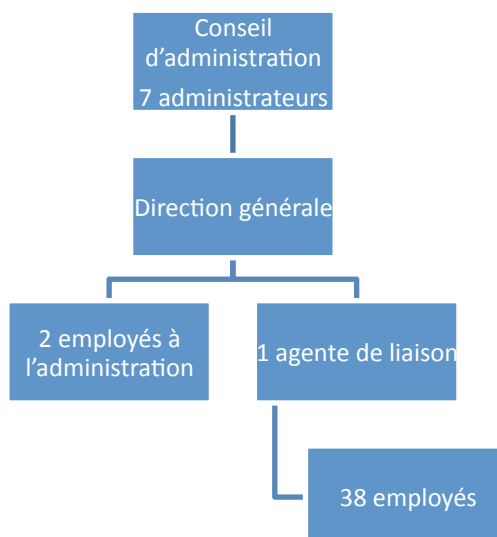 Conseil
d’administration
7 administrateurs
Direction générale
2 employés à
l’administration
1 agente de liaison
38 employés